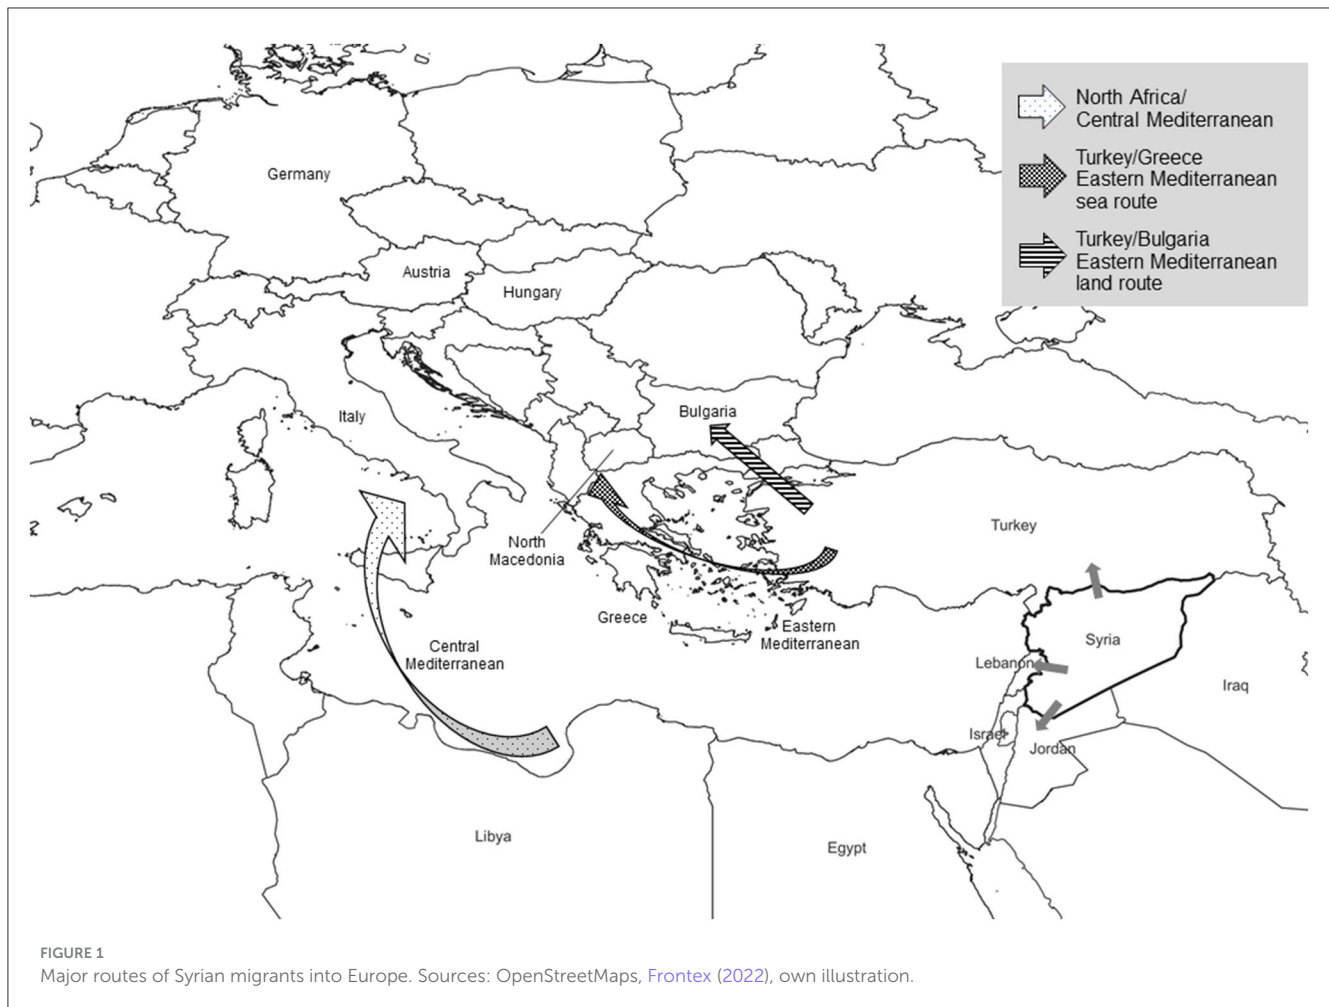 North Africa/
Central Mediterranean
Turkey/Greece
Eastern Mediterranean
sea route
Turkey/Bulgaria
Eastern Mediterranean
land route
Germany
Austria
Hungary
Italy
Bulgaria
Turkey
North
Macedonia
Greece
Eastern
Mediterranean
Central
Mediterranean
Syria
Lebanon
Iraq
Israel
Jordan
Libya
Egypt
FIGURE 1
Major routes of Syrian migrants into Europe. Sources: OpenStreetMaps, Frontex (2022), own illustration.